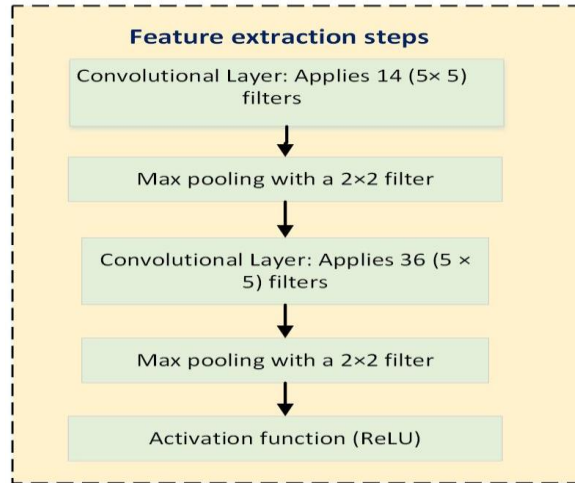 Feature extraction steps
Convolutional Layer: Applies 14 (5× 5)
filters
Max pooling with a 2×2 filter
Convolutional Layer: Applies 36 (5 ×
5) filters
Max pooling with a 2×2 filter
Activation function (ReLU)